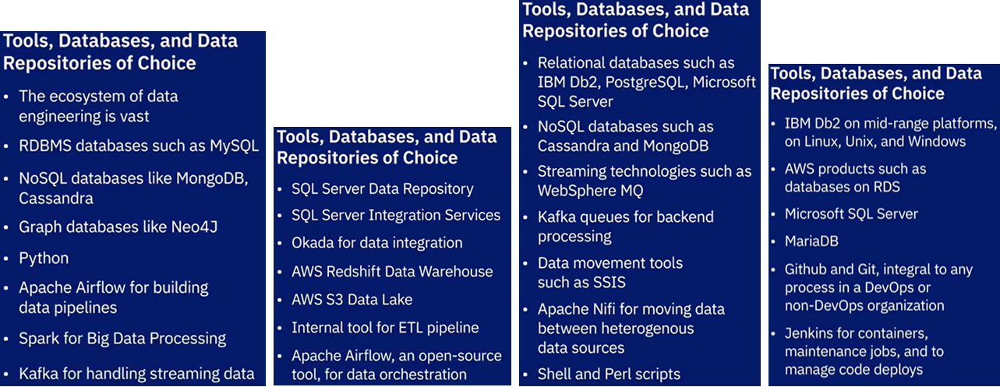 Tools, Databases, and Data
Repositories of Choice
• The ecosystem of data
engineering is vast
• RDBMS databases such as MySQL
• NoSQL databases like MongoDB,
Cassandra
• Graph databases like Neo4J
• Python
• Apache Airflow for building
data pipelines
• Spark for Big Data Processing
• Kafka for handling streaming data
Tools, Databases, and Data
Repositories of Choice
• SQL Server Data Repository
• SQL Server Integration Services
• Okada for data integration
• AWS Redshift Data Warehouse
• AWS S3 Data Lake
• Internal tool for ETL pipeline
• Apache Airflow, an open-source
tool, for data orchestration
Tools, Databases, and Data
Repositories of Choice
• Relational databases such as
IBM Db2, PostgreSQL, Microsoft
SQL Server
• NoSQL databases such as
Cassandra and MongoDB
• Streaming technologies such as
WebSphere MQ
• Kafka queues for backend
processing
• Data movement tools
such as SSIS
• Apache Nifi for moving data
between heterogenous
data sources
• Shell and Perl scripts
Tools, Databases, and Data
Repositories of Choice
• IBM Db2 on mid-range platforms,
on Linux, Unix, and Windows
• AWS products such as
databases on RDS
• Microsoft SQL Server
• MariaDB
• Github and Git, integral to any
process in a DevOps or
non-DevOps organization
• Jenkins for containers,
maintenance jobs, and to
manage code deploys